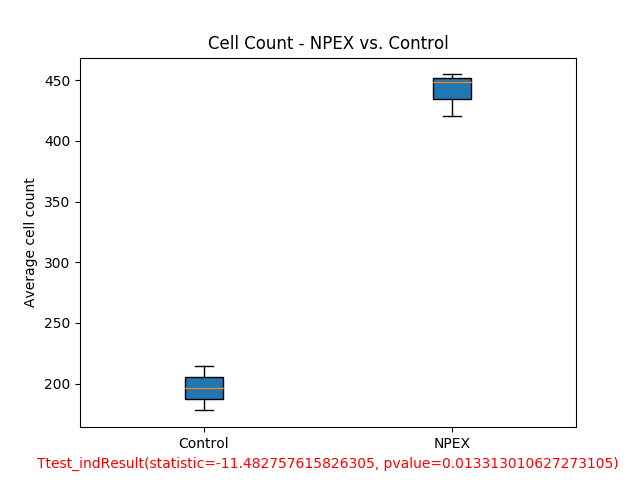 Cell Count - NPEX vs. Control
450
400
350
300
250
200
Average cell count
Control NPEX
Ttest_indResult(statistic=-11.482757615826305, pvalue=0.013313010627273105)